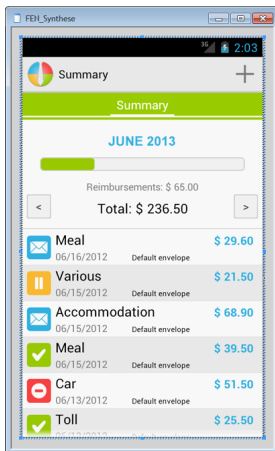 FEN_Synthese
3G 2:03
Summary
Summary
JUNE 2013
Reimbursements: $ 65.00
< Total: $ 236.50 >
Meal $ 29.60
06/16/2012 Default envelope
Various $ 21.50
06/15/2012 Default envelope
Accommodation $ 68.90
06/15/2012 Default envelope
Meal $ 39.50
06/15/2012 Default envelope
Car $ 51.50
06/13/2012 Default envelope
Toll $ 25.50